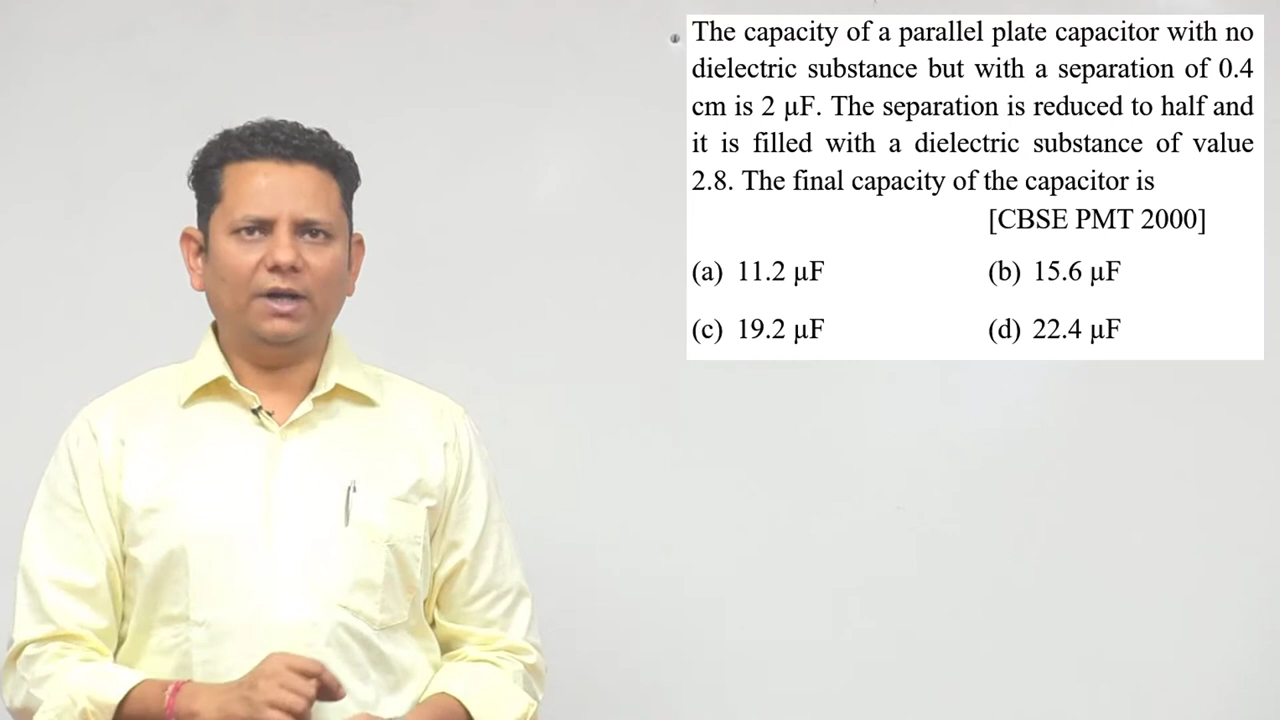 The capacity of a parallel plate capacitor with no
dielectric substance but with a separation of 0.4
cm is 2 µF. The separation is reduced to half and
it is filled with a dielectric substance of value
2.8. The final capacity of the capacitor is
[CBSE PMT 2000]
(a) 11.2 µF (b) 15.6 µF
(c) 19.2 µF (d) 22.4 µF